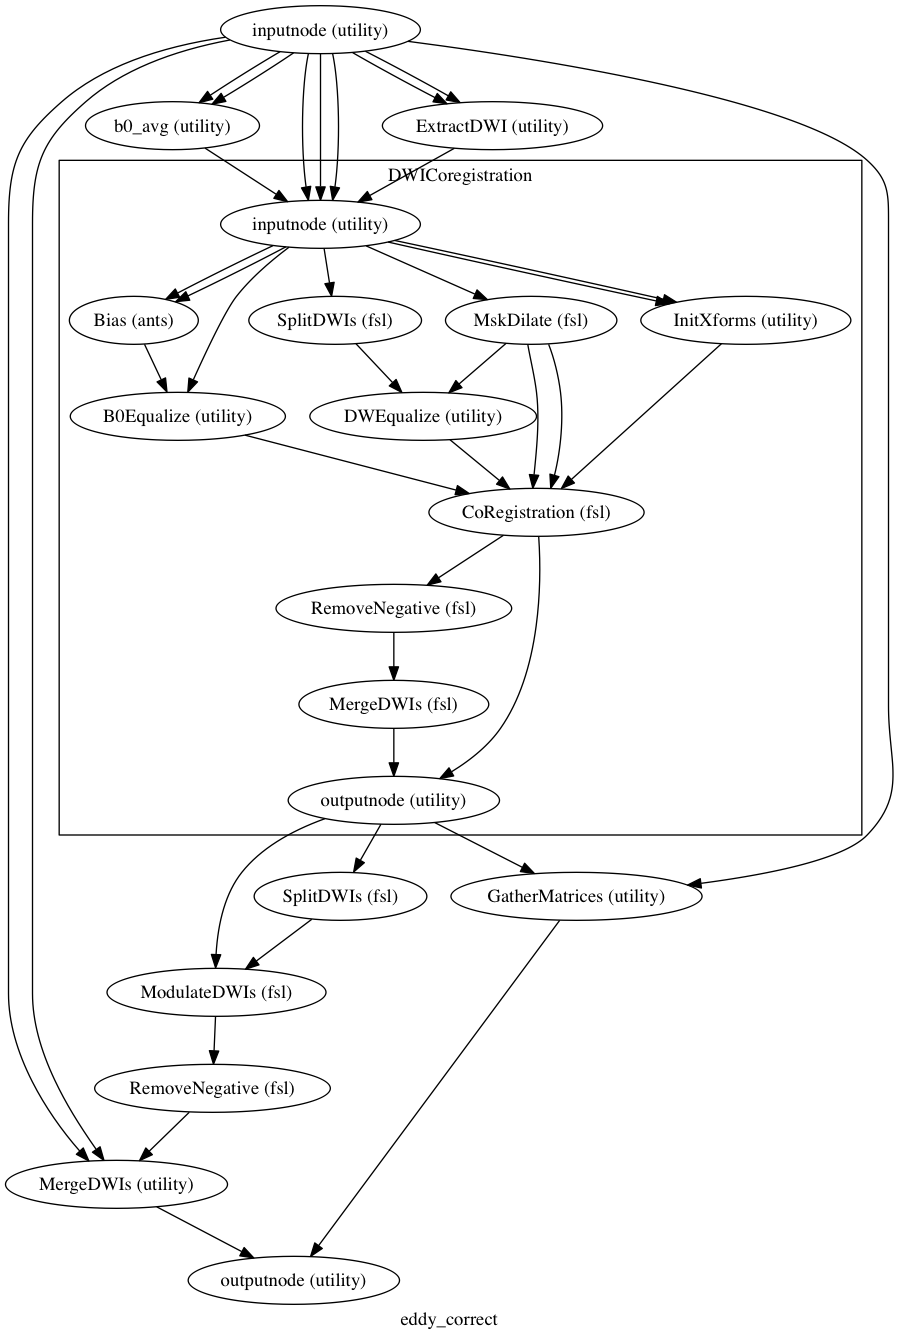 inputnode (utility)
b0_avg (utility)
ExtractDWI (utility)
DWICoregistration
inputnode (utility)
Bias (ants)
SplitDWIs (fsl)
MskDilate (fsl)
InitXforms (utility)
B0Equalize (utility)
DWEqualize (utility)
CoRegistration (fsl)
RemoveNegative (fsl)
MergeDWIs (fsl)
outputnode (utility)
SplitDWIs (fsl)
GatherMatrices (utility)
ModulateDWIs (fsl)
RemoveNegative (fsl)
MergeDWIs (utility)
outputnode (utility)
eddy_correct